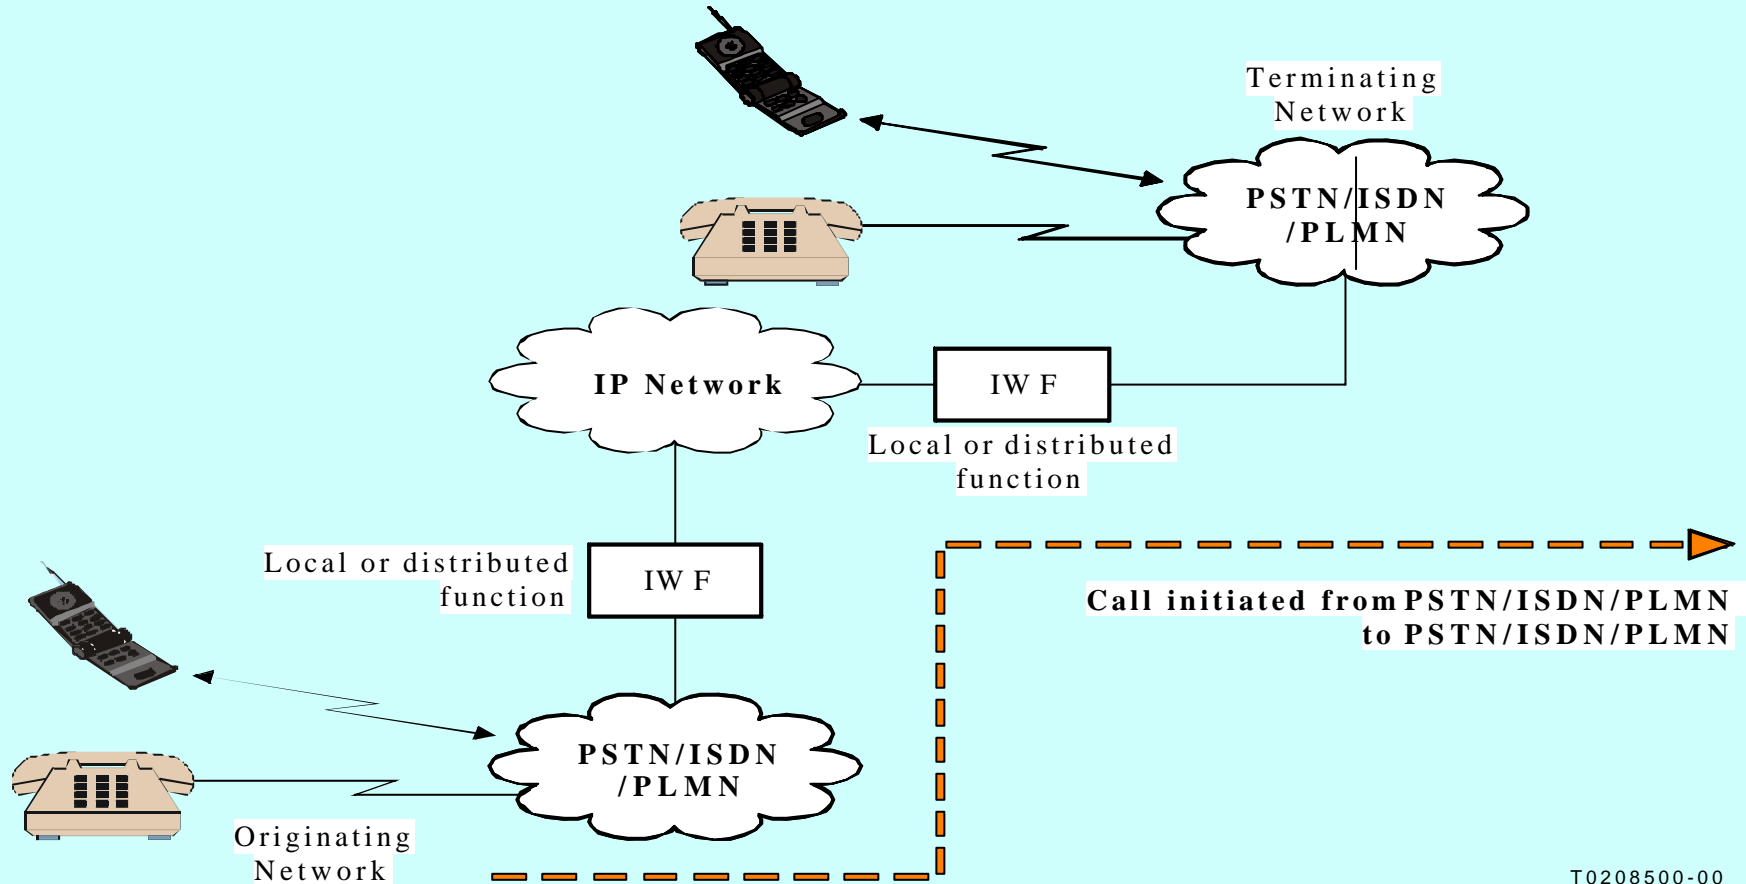 Terminating
Network
PSTN/ISDN
/PLMN
IP Network
IW F
Local or distributed
function
Local or distributed
function
IW F
Call initiated from PSTN/ISDN/PLMN
to PSTN/ISDN/PLMN
PSTN/ISDN
/PLMN
Originating
Network
T0208500-00